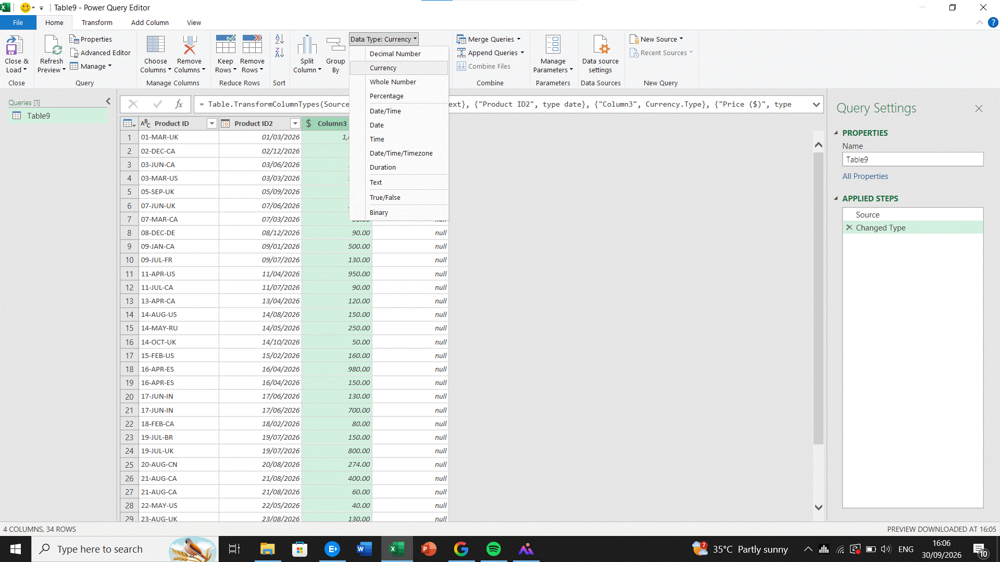 Table9 - Power Query Editor
File Home Transform Add Column View
Close & Load
Close
Refresh Preview
Properties
Advanced Editor
Manage
Query
Choose Columns
Remove Columns
Manage Columns
Keep Rows
Remove Rows
Reduce Rows
Sort
Split Column
Group By
Data Type: Currency
Decimal Number
Currency
Whole Number
Percentage
Date/Time
Date
Time
Date/Time/Timezone
Duration
Text
True/False
Binary
Merge Queries
Append Queries
Combine Files
Combine
Manage Parameters
Parameters
Data source settings
Data Sources
New Source
Recent Sources
New Query
Queries [1]
Table9
fx
= Table.TransformColumnTypes(Source ext}, {"Product ID2", type date}, {"Column3", Currency.Type}, {"Price ($)", type
ABC Product ID Product ID2 $ Column3
1 01-MAR-UK 01/03/2026
2 02-DEC-CA 02/12/2026
3 03-JUN-CA 03/06/2026
4 03-MAR-US 03/03/2026
5 05-SEP-UK 05/09/2026
6 07-JUN-UK 07/06/2026
7 07-MAR-CA 07/03/2026
8 08-DEC-DE 08/12/2026 90.00 null
9 09-JAN-CA 09/01/2026 500.00 null
10 09-JUL-FR 09/07/2026 130.00 null
11 11-APR-US 11/04/2026 950.00 null
12 11-JUL-CA 11/07/2026 90.00 null
13 13-APR-CA 13/04/2026 120.00 null
14 14-AUG-US 14/08/2026 150.00 null
15 14-MAY-RU 14/05/2026 250.00 null
16 14-OCT-UK 14/10/2026 50.00 null
17 15-FEB-US 15/02/2026 160.00 null
18 16-APR-ES 16/04/2026 980.00 null
19 16-APR-ES 16/04/2026 150.00 null
20 17-JUN-IN 17/06/2026 130.00 null
21 17-JUN-IN 17/06/2026 700.00 null
22 18-FEB-CA 18/02/2026 80.00 null
23 19-JUL-BR 19/07/2026 150.00 null
24 19-JUL-UK 19/07/2026 800.00 null
25 20-AUG-CN 20/08/2026 274.00 null
26 21-AUG-CA 21/08/2026 400.00 null
27 21-AUG-CA 21/08/2026 60.00 null
28 22-MAY-US 22/05/2026 40.00 null
29 23-AUG-UK 23/08/2026 130.00 null
Query Settings
PROPERTIES
Name
Table9
All Properties
APPLIED STEPS
Source
Changed Type
4 COLUMNS, 34 ROWS
PREVIEW DOWNLOADED AT 16:05
Type here to search
7
35°C Partly sunny
ENG
16:06
30/09/2026
10